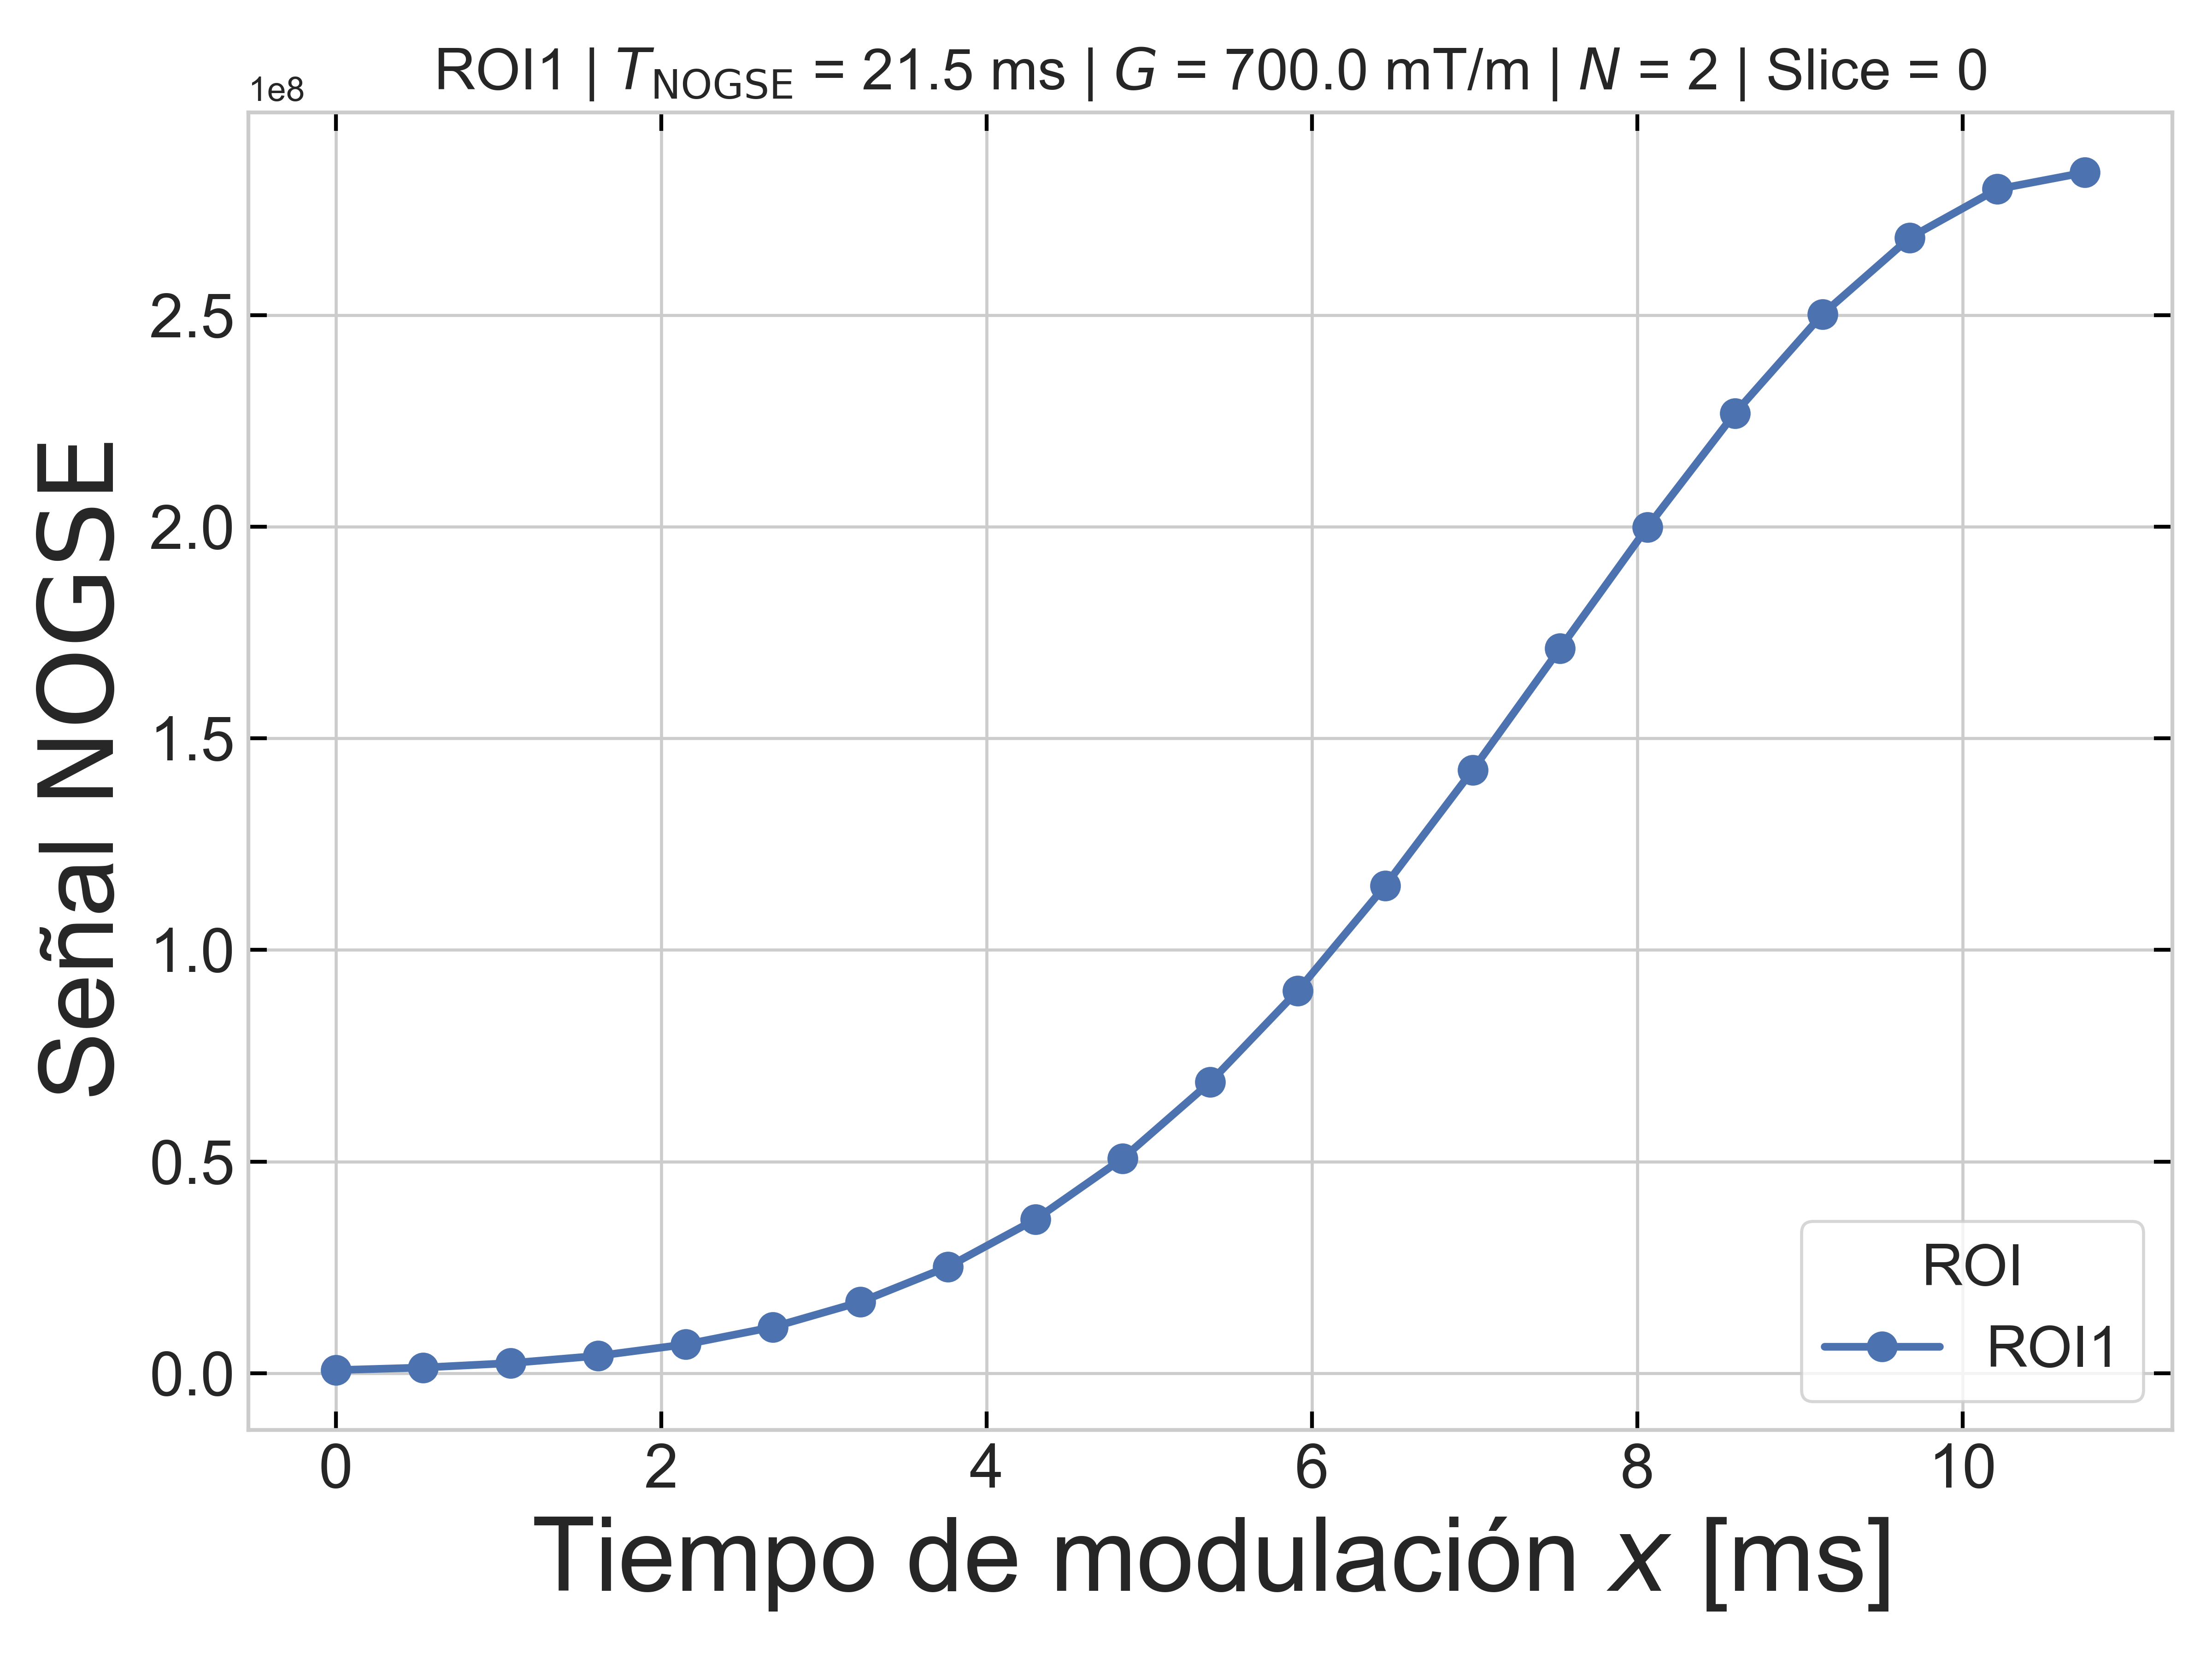 ROI1 | T_NOGSE = 21.5 ms | G = 700.0 mT/m | N = 2 | Slice = 0
1e8
Señal NOGSE
2.5
2.0
1.5
1.0
0.5
0.0
ROI
ROI1
0 2 4 6 8 10
Tiempo de modulación x [ms]